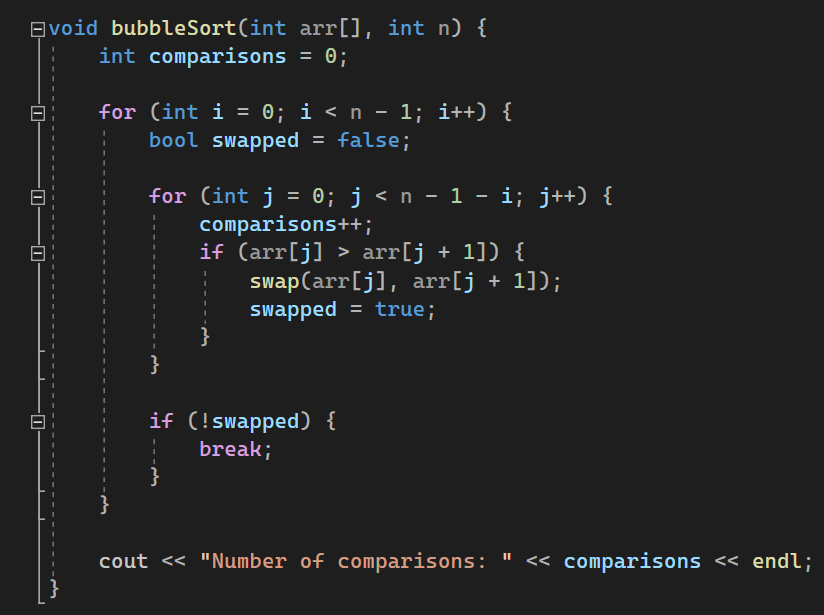 void bubbleSort(int arr[], int n) {
    int comparisons = 0;

    for (int i = 0; i < n - 1; i++) {
        bool swapped = false;

        for (int j = 0; j < n - 1 - i; j++) {
            comparisons++;
            if (arr[j] > arr[j + 1]) {
                swap(arr[j], arr[j + 1]);
                swapped = true;
            }
        }

        if (!swapped) {
            break;
        }
    }

    cout << "Number of comparisons: " << comparisons << endl;
}